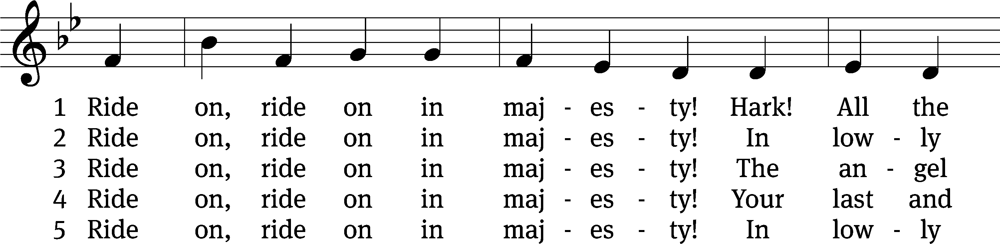 1 Ride on, ride on in maj - es - ty! Hark! All the
2 Ride on, ride on in maj - es - ty! In low - ly
3 Ride on, ride on in maj - es - ty! The an - gel
4 Ride on, ride on in maj - es - ty! Your last and
5 Ride on, ride on in maj - es - ty! In low - ly